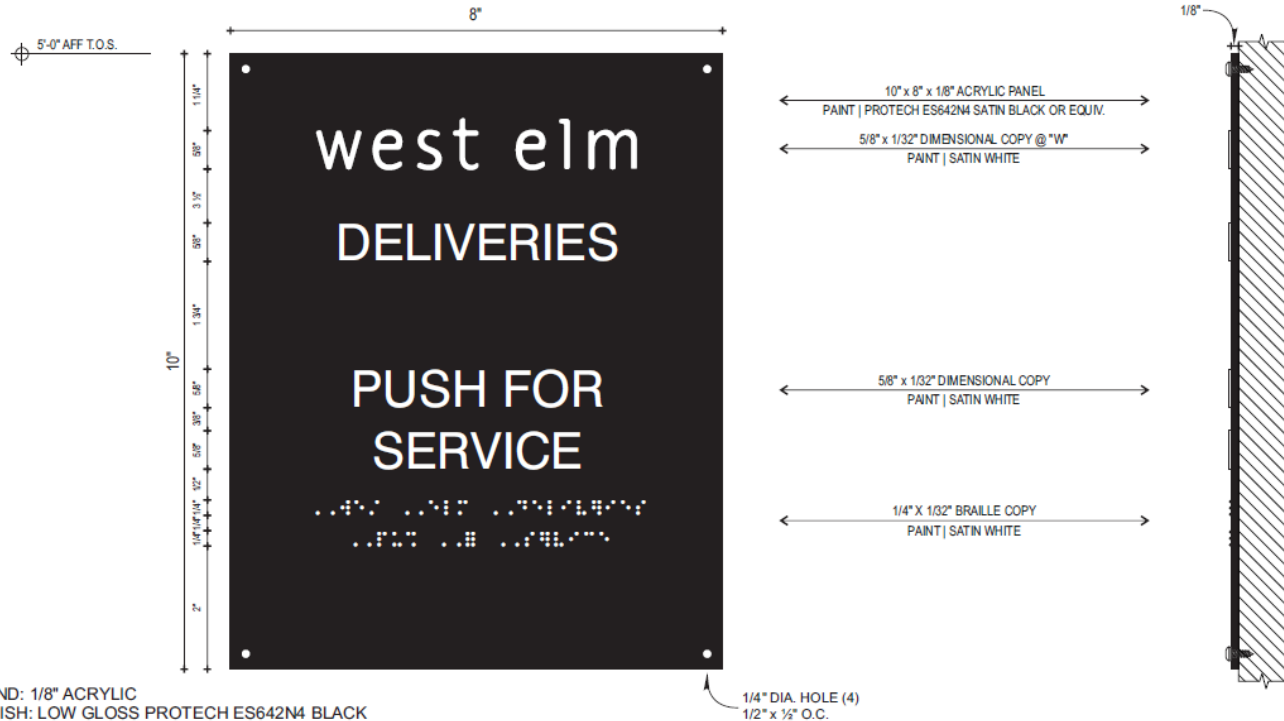 8"
1/8"
5'-0" AFF T.O.S.
1 1/4"
10" x 8" x 1/8" ACRYLIC PANEL
PAINT | PROTECH ES642N4 SATIN BLACK OR EQUIV.
west elm
5/8"
5/8" x 1/32" DIMENSIONAL COPY @ "W"
PAINT | SATIN WHITE
3 ½"
DELIVERIES
5/8"
1 3/4"
10"
PUSH FOR
5/8"
5/8" x 1/32" DIMENSIONAL COPY
PAINT | SATIN WHITE
3/8"
SERVICE
5/8"
1/2"
1/4"
1/4"
1/4"
1/4" X 1/32" BRAILLE COPY
PAINT | SATIN WHITE
2"
ND: 1/8" ACRYLIC
ISH: LOW GLOSS PROTECH ES642N4 BLACK
1/4" DIA. HOLE (4)
1/2" x ½" O.C.